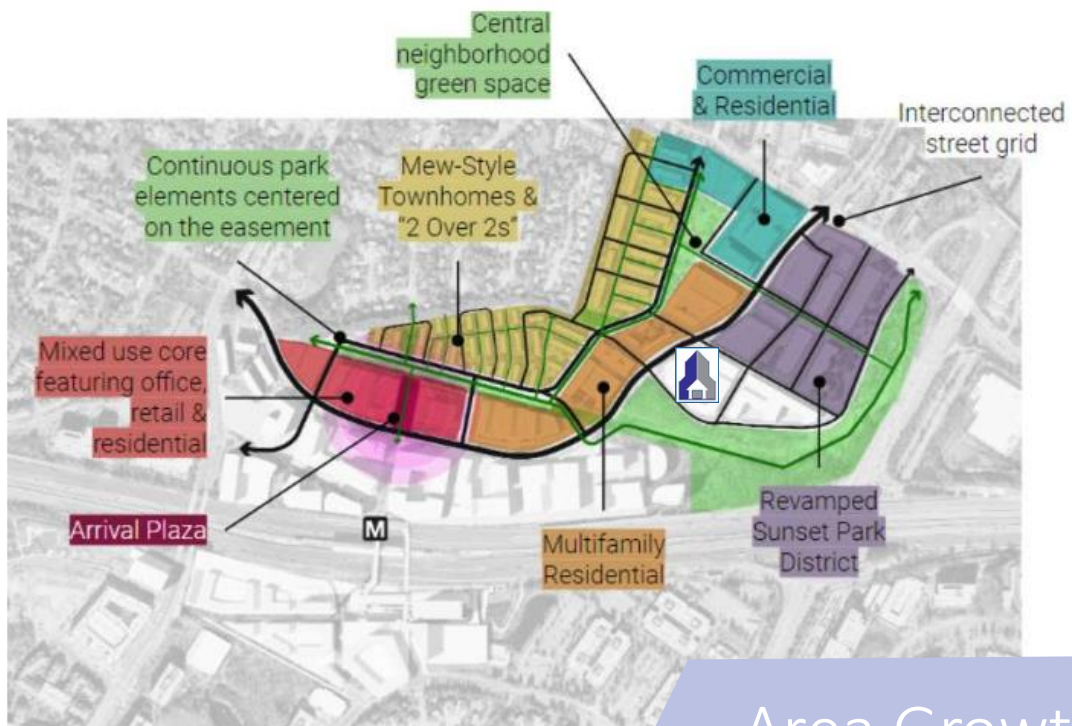 Central
neighborhood
green space
Commercial
& Residential
Interconnected
street grid
Continuous park
elements centered
on the easement
Mew-Style
Townhomes &
“2 Over 2s”
Mixed use core
featuring office,
retail &
residential
Arrival Plaza
M
Multifamily
Residential
Revamped
Sunset Park
District